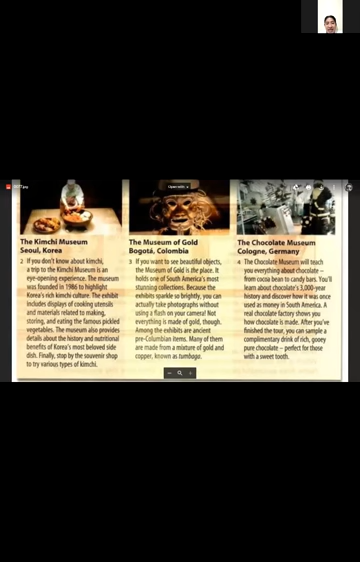 Open with
The Kimchi Museum
Seoul, Korea
2 If you don't know about kimchi,
a trip to the Kimchi Museum is an
eye-opening experience. The museum
was founded in 1986 to highlight
Korea's rich kimchi culture. The exhibit
includes displays of cooking utensils
and materials related to making,
storing, and eating the famous pickled
vegetables. The museum also provides
details about the history and nutritional
benefits of Korea's most beloved side
dish. Finally, stop by the souvenir shop
to try various types of kimchi.
The Museum of Gold
Bogotá, Colombia
3 If you want to see beautiful objects,
the Museum of Gold is the place. It
holds one of South America's most
stunning collections. Because the
exhibits sparkle so brightly, you can
actually take photographs without
using a flash on your camera! Not
everything is made of gold, though.
Among the exhibits are ancient
pre-Columbian items. Many of them
are made from a mixture of gold and
copper, known as tumbaga.
The Chocolate Museum
Cologne, Germany
4 The Chocolate Museum will teach
you everything about chocolate –
from cocoa bean to candy bars. You'll
learn about chocolate's 3,000-year
history and discover how it was once
used as money in South America. A
real chocolate factory shows you
how chocolate is made. After you've
finished the tour, you can sample a
complimentary drink of rich, gooey
pure chocolate – perfect for those
with a sweet tooth.